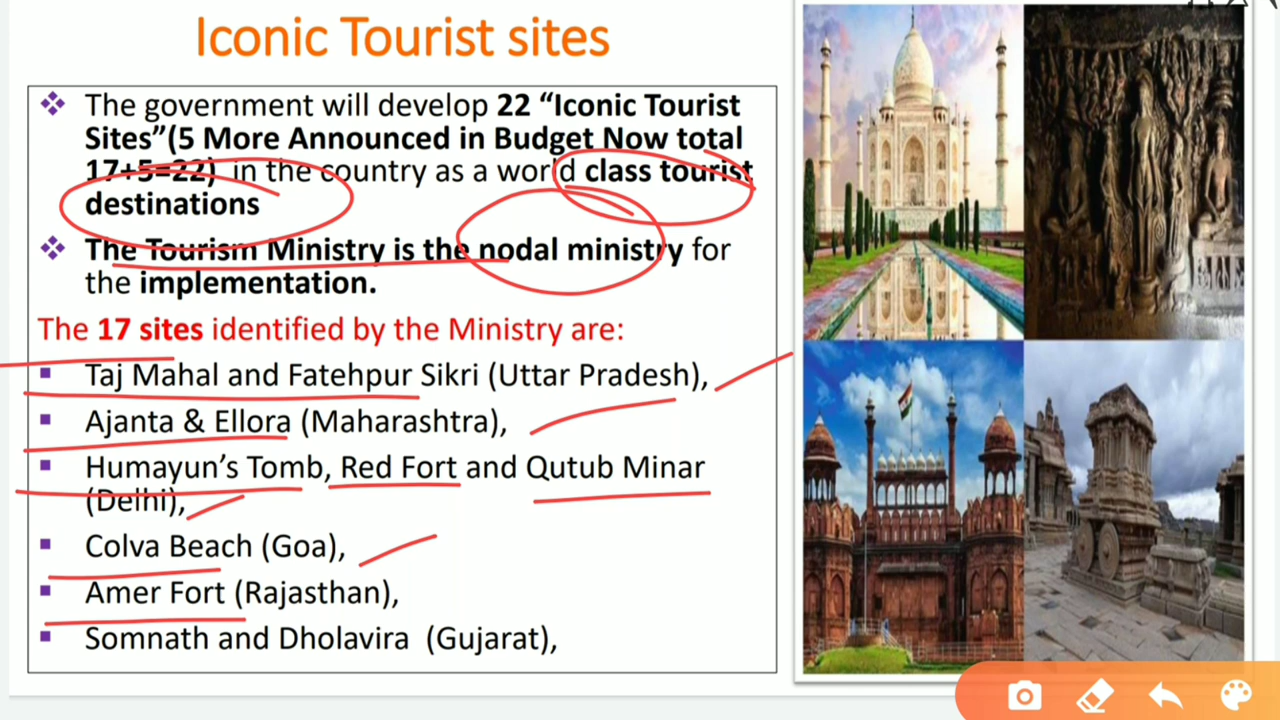 Iconic Tourist sites
❖ The government will develop 22 “Iconic Tourist
Sites”(5 More Announced in Budget Now total
17+5=22) in the country as a world class tourist
destinations
❖ The Tourism Ministry is the nodal ministry for
the implementation.
The 17 sites identified by the Ministry are:
▪ Taj Mahal and Fatehpur Sikri (Uttar Pradesh),
▪ Ajanta & Ellora (Maharashtra),
▪ Humayun’s Tomb, Red Fort and Qutub Minar
(Delhi),
▪ Colva Beach (Goa),
▪ Amer Fort (Rajasthan),
▪ Somnath and Dholavira (Gujarat),